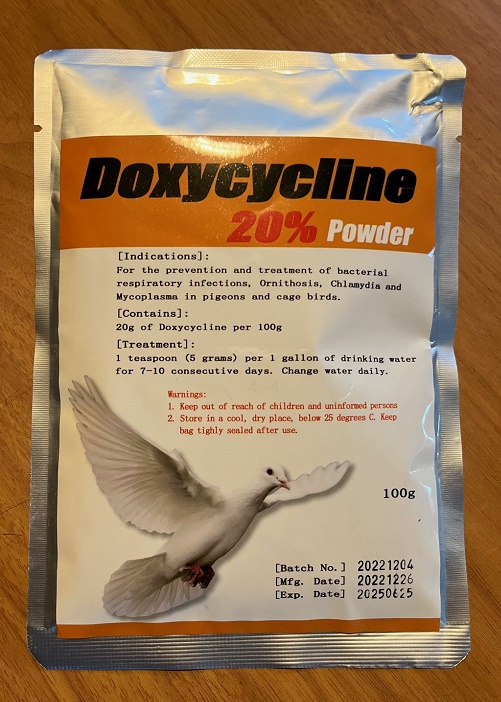 Doxycycline
20% Powder
[Indications]:
For the prevention and treatment of bacterial
respiratory infections, Ornithosis, Chlamydia and
Mycoplasma in pigeons and cage birds.
[Contains]:
20g of Doxycycline per 100g
[Treatment]:
1 teaspoon (5 grams) per 1 gallon of drinking water
for 7-10 consecutive days. Change water daily.
Warnings:
1. Keep out of reach of children and uninformed persons
2. Store in a cool, dry place, below 25 degrees C. Keep
bag tighly sealed after use.
100g
[Batch No.] 20221204
[Mfg. Date] 20221226
[Exp. Date] 20250625